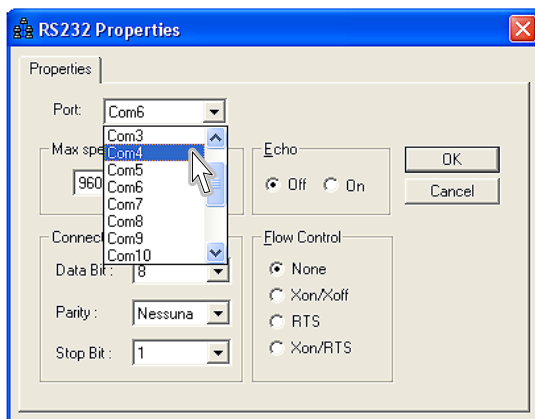 RS232 Properties
Properties
Port: Com6
Com3
Com4
Com5
Com6
Com7
Com8
Com9
Com10
Max spe
960
Echo
Off On
OK
Cancel
Connect
Data Bit : 8
Parity : Nessuna
Stop Bit : 1
Flow Control
None
Xon/Xoff
RTS
Xon/RTS